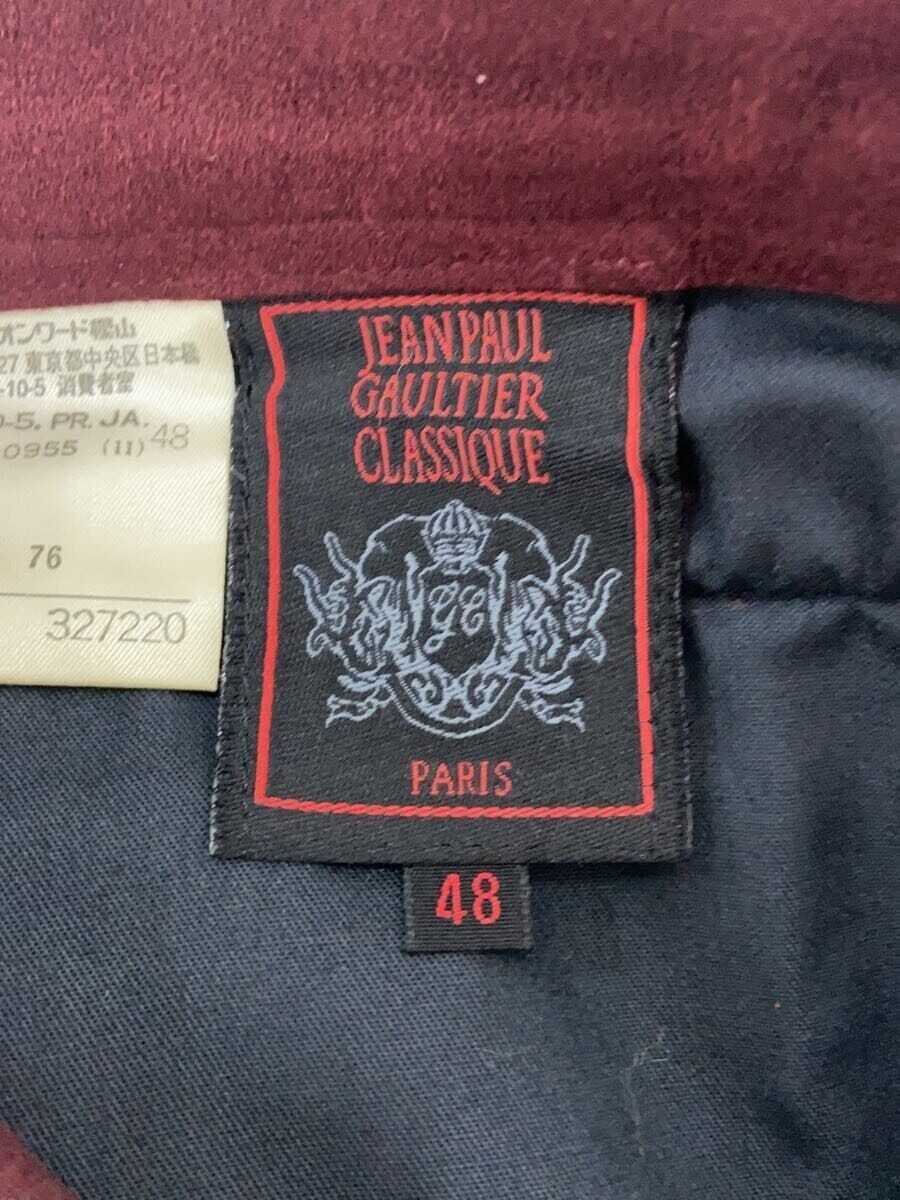 オンワード樫山
27 東京都中央区日本橋
-10-5 消費者室
0-5. PR. JA.
0955 (11) 48
76
327220
JEAN PAUL
GAULTIER
CLASSIQUE
PARIS
48